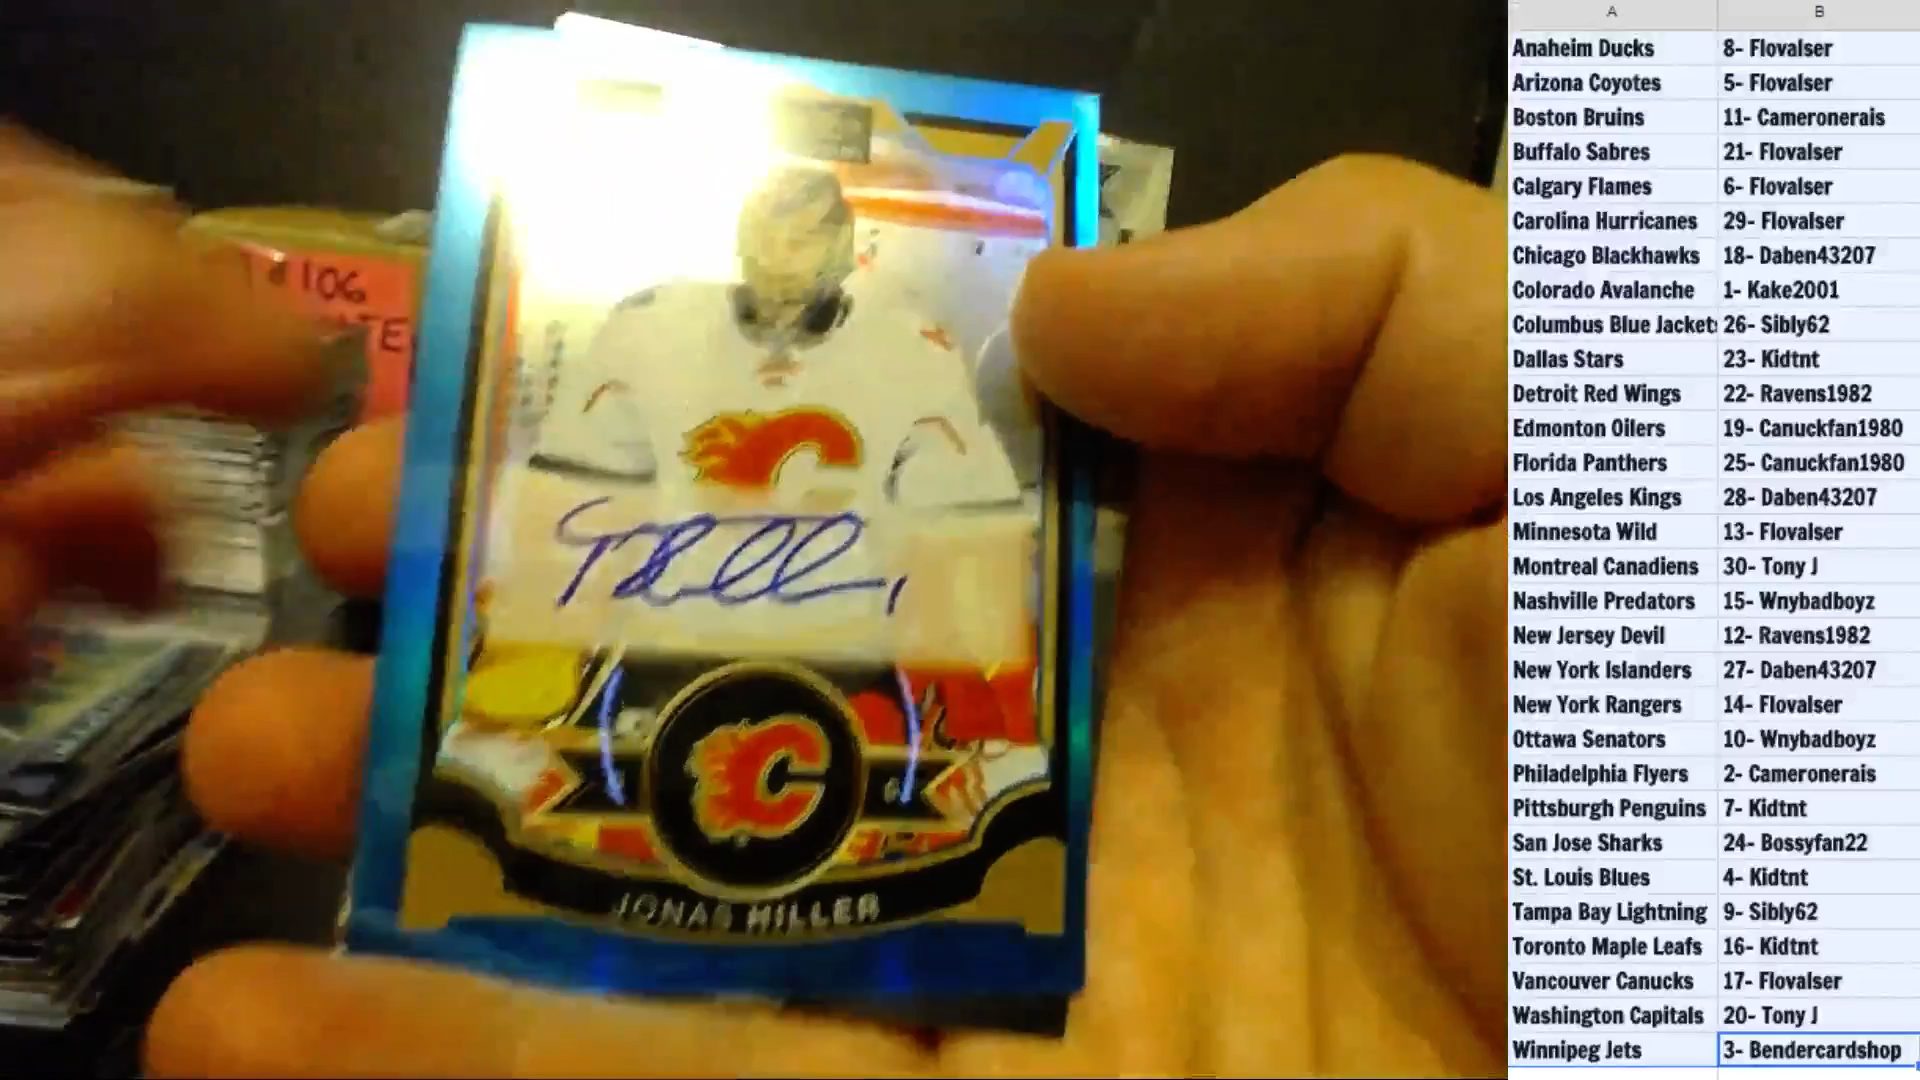 106
JONAS HILLER
A B
Anaheim Ducks 8- Flovalser
Arizona Coyotes 5- Flovalser
Boston Bruins 11- Cameronerais
Buffalo Sabres 21- Flovalser
Calgary Flames 6- Flovalser
Carolina Hurricanes 29- Flovalser
Chicago Blackhawks 18- Daben43207
Colorado Avalanche 1- Kake2001
Columbus Blue Jackets 26- Sibly62
Dallas Stars 23- Kidtnt
Detroit Red Wings 22- Ravens1982
Edmonton Oilers 19- Canuckfan1980
Florida Panthers 25- Canuckfan1980
Los Angeles Kings 28- Daben43207
Minnesota Wild 13- Flovalser
Montreal Canadiens 30- Tony J
Nashville Predators 15- Wnybadboyz
New Jersey Devil 12- Ravens1982
New York Islanders 27- Daben43207
New York Rangers 14- Flovalser
Ottawa Senators 10- Wnybadboyz
Philadelphia Flyers 2- Cameronerais
Pittsburgh Penguins 7- Kidtnt
San Jose Sharks 24- Bossyfan22
St. Louis Blues 4- Kidtnt
Tampa Bay Lightning 9- Sibly62
Toronto Maple Leafs 16- Kidtnt
Vancouver Canucks 17- Flovalser
Washington Capitals 20- Tony J
Winnipeg Jets 3- Bendercardshop